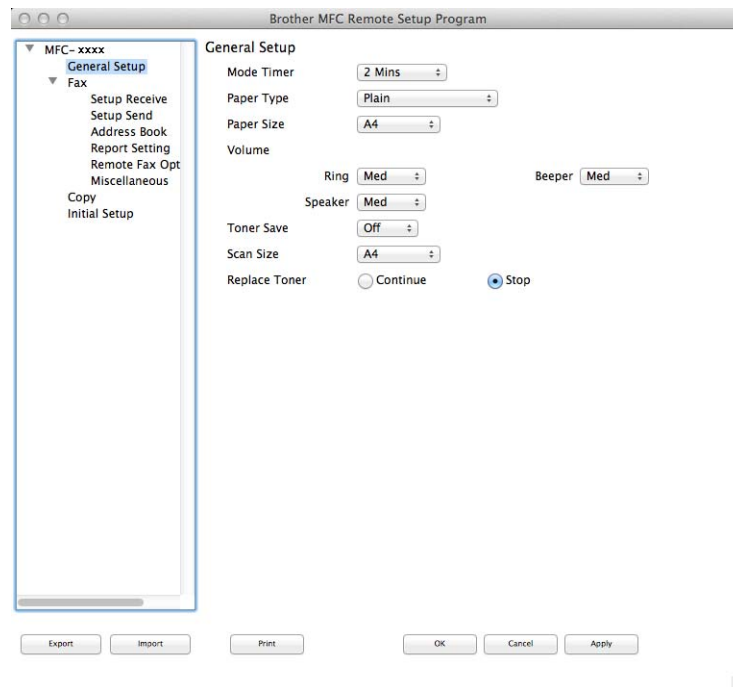 Brother MFC Remote Setup Program
MFC- xxxx
General Setup
Fax
Setup Receive
Setup Send
Address Book
Report Setting
Remote Fax Opt
Miscellaneous
Copy
Initial Setup
General Setup
Mode Timer 2 Mins
Paper Type Plain
Paper Size A4
Volume
Ring Med Beeper Med
Speaker Med
Toner Save Off
Scan Size A4
Replace Toner Continue Stop
Export Import Print OK Cancel Apply